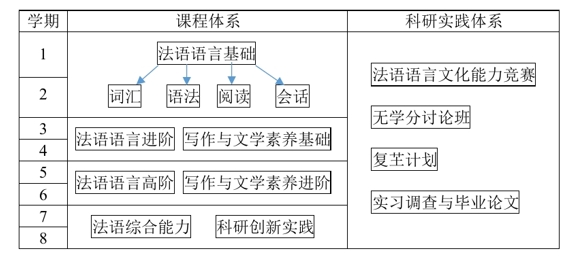 学期 课程体系 科研实践体系
1 法语语言基础
2 词汇 语法 阅读 会话
3
4
法语语言进阶 写作与文学素养基础
5
6
法语语言高阶 写作与文学素养进阶
7
8
法语综合能力 科研创新实践
法语语言文化能力竞赛
无学分讨论班
复芏计划
实习调查与毕业论文